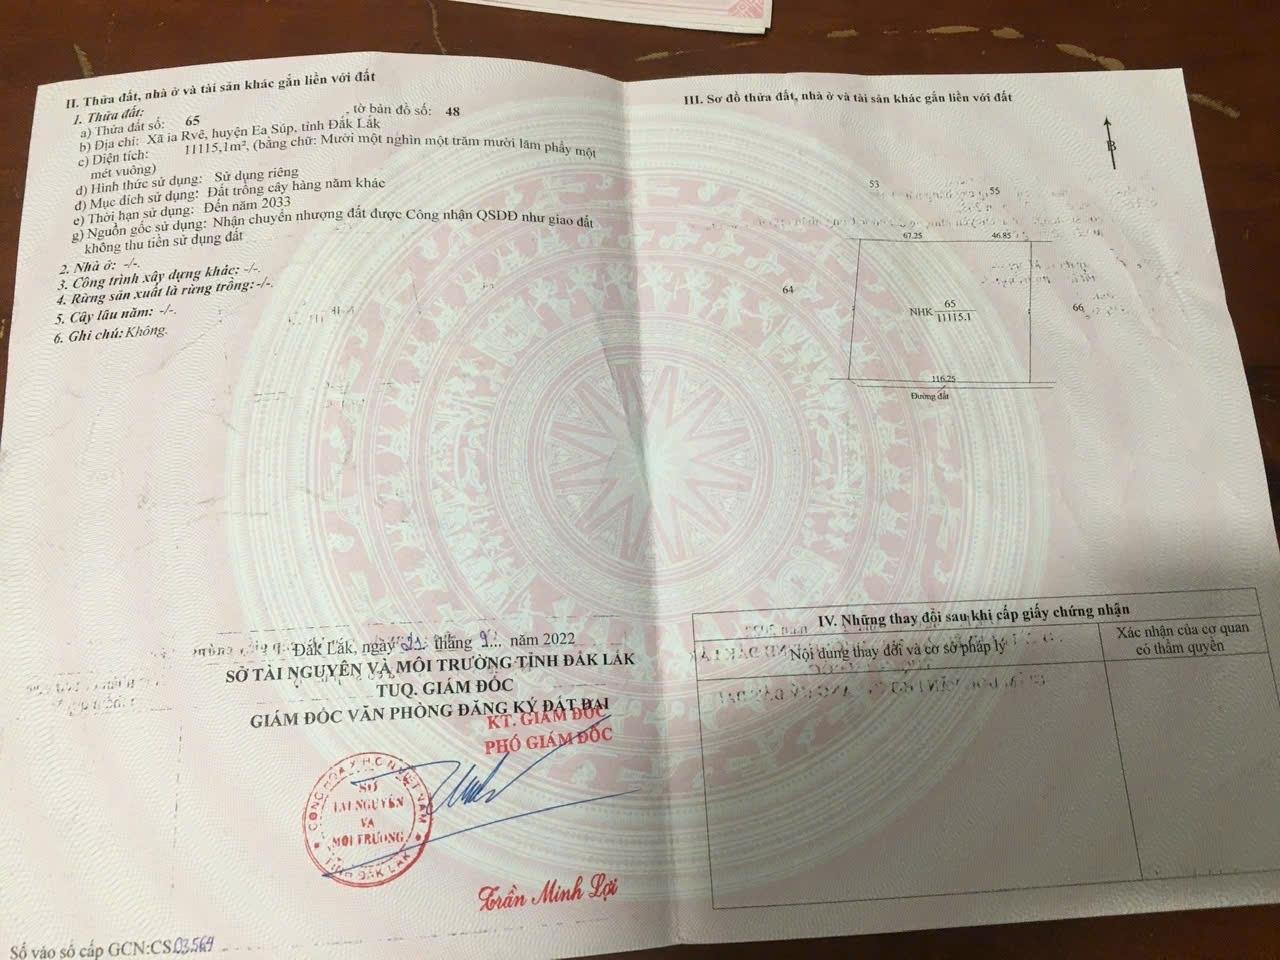 II. Thửa đất, nhà ở và tài sản khác gắn liền với đất
1. Thửa đất:
a) Thửa đất số: 65 , tờ bản đồ số: 48
b) Địa chỉ: Xã ia Rvê, huyện Ea Súp, tỉnh Đắk Lắk
c) Diện tích: 11115,1m², (bằng chữ: Mười một nghìn một trăm mười lăm phẩy một
mét vuông)
d) Hình thức sử dụng: Sử dụng riêng
đ) Mục đích sử dụng: Đất trồng cây hàng năm khác
e) Thời hạn sử dụng: Đến năm 2033
g) Nguồn gốc sử dụng: Nhận chuyển nhượng đất được Công nhận QSDĐ như giao đất
không thu tiền sử dụng đất
2. Nhà ở: -/-.
3. Công trình xây dựng khác: -/-.
4. Rừng sản xuất là rừng trồng: -/-.
5. Cây lâu năm: -/-.
6. Ghi chú: Không.
Đắk Lắk, ngày 21 tháng 9 năm 2022
SỞ TÀI NGUYÊN VÀ MÔI TRƯỜNG TỈNH ĐẮK LẮK
TUQ. GIÁM ĐỐC
GIÁM ĐỐC VĂN PHÒNG ĐĂNG KÝ ĐẤT ĐAI
KT. GIÁM ĐỐC
PHÓ GIÁM ĐỐC
CỘNG HÒA X.H.C.N VIỆT NAM
SỞ
TÀI NGUYÊN
VÀ
MÔI TRƯỜNG
TỈNH ĐẮK LẮK
Trần Minh Lợi
Số vào sổ cấp GCN:CS 03564
III. Sơ đồ thửa đất, nhà ở và tài sản khác gắn liền với đất
B
53
55
67.25
46.85
64
NHK
65
11115.1
66
116.25
Đường đất
IV. Những thay đổi sau khi cấp giấy chứng nhận
Nội dung thay đổi và cơ sở pháp lý
Xác nhận của cơ quan
có thẩm quyền